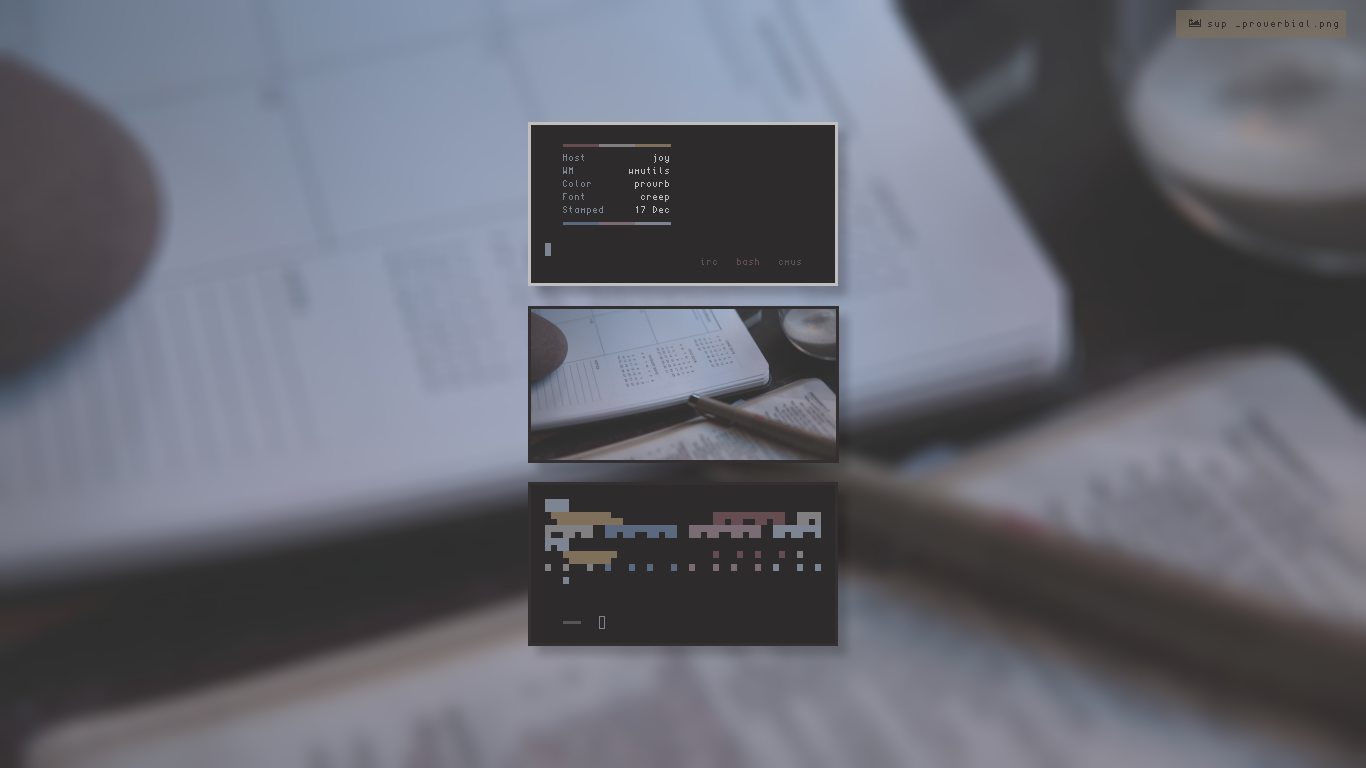 sup _proverbial.png
Host joy
WM wmutils
Color provrb
Font creep
Stamped 17 Dec
irc bash cmus